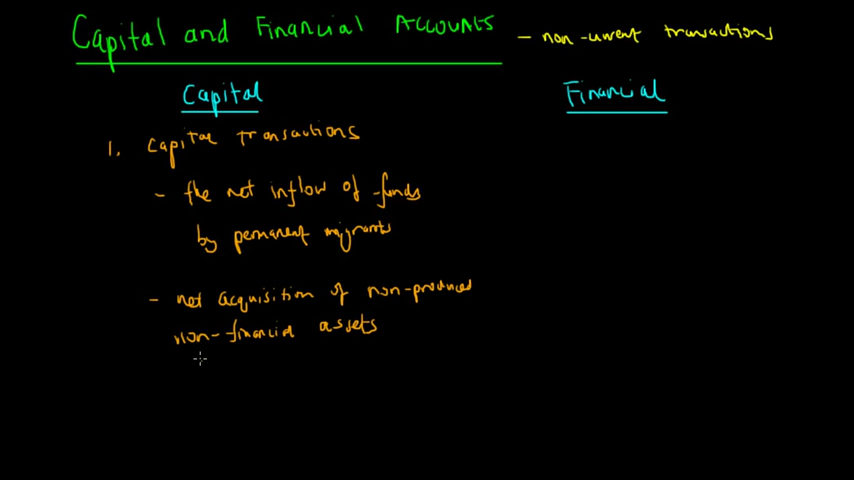 Capital and Financial Accounts - non-current transactions
Capital
Financial
1. Capital transactions
- the net inflow of funds
by permanent migrants
- net acquisition of non-produced
non-financial assets